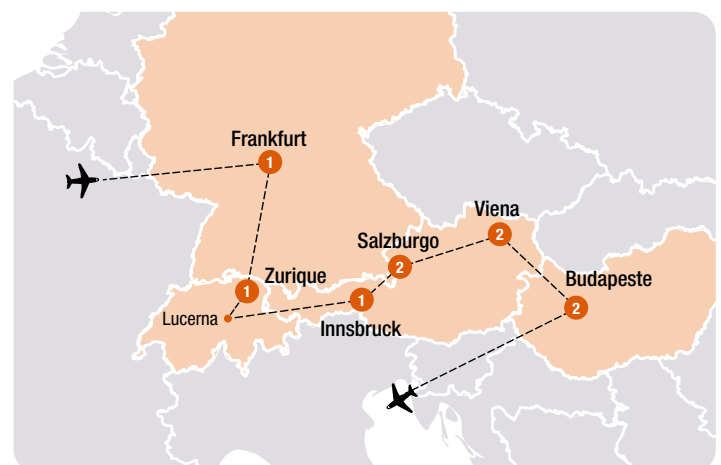 Frankfurt
1
Viena
2
Salzburgo
2
Zurique
1
Budapeste
2
Lucerna
1
Innsbruck